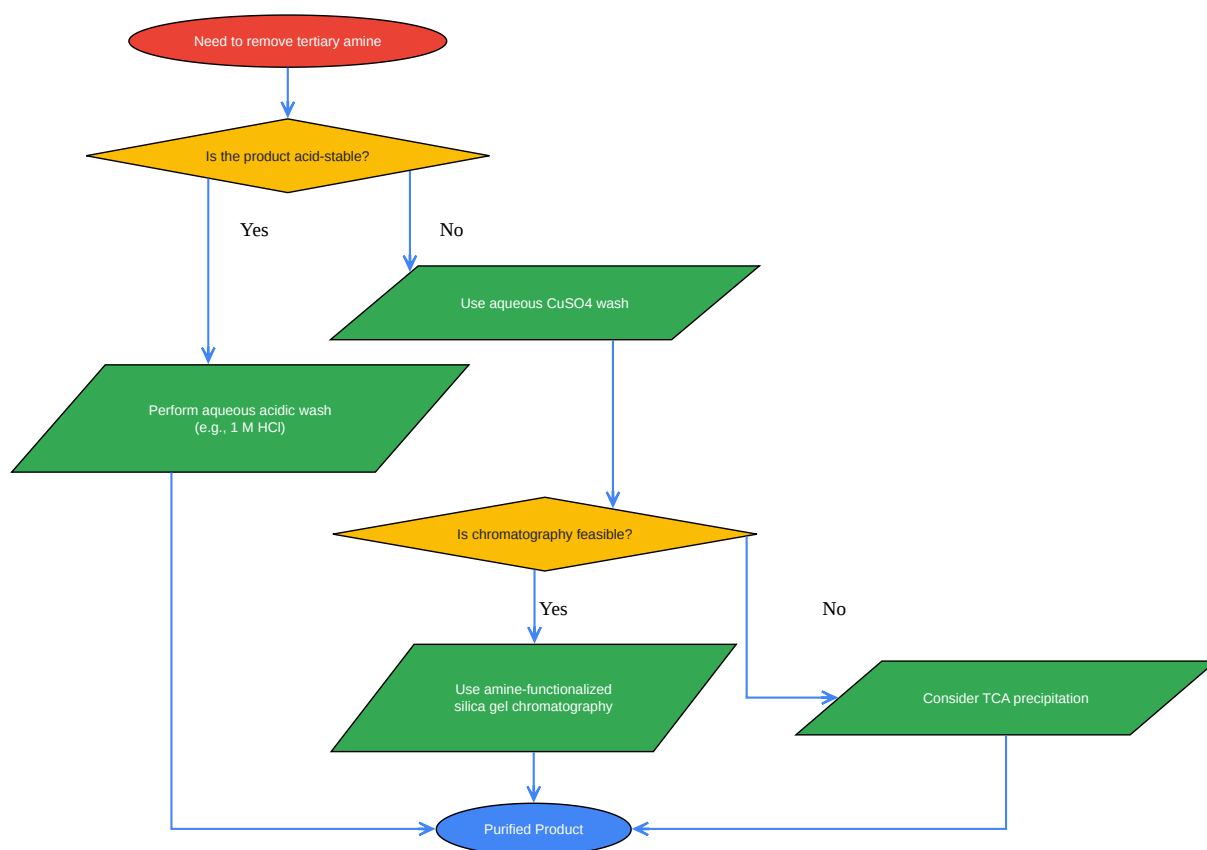 Need to remove tertiary amine
Is the product acid-stable?
Yes
No
Use aqueous CuSO4 wash
Perform aqueous acidic wash
(e.g., 1 M HCl)
Is chromatography feasible?
Yes
No
Use amine-functionalized
silica gel chromatography
Consider TCA precipitation
Purified Product